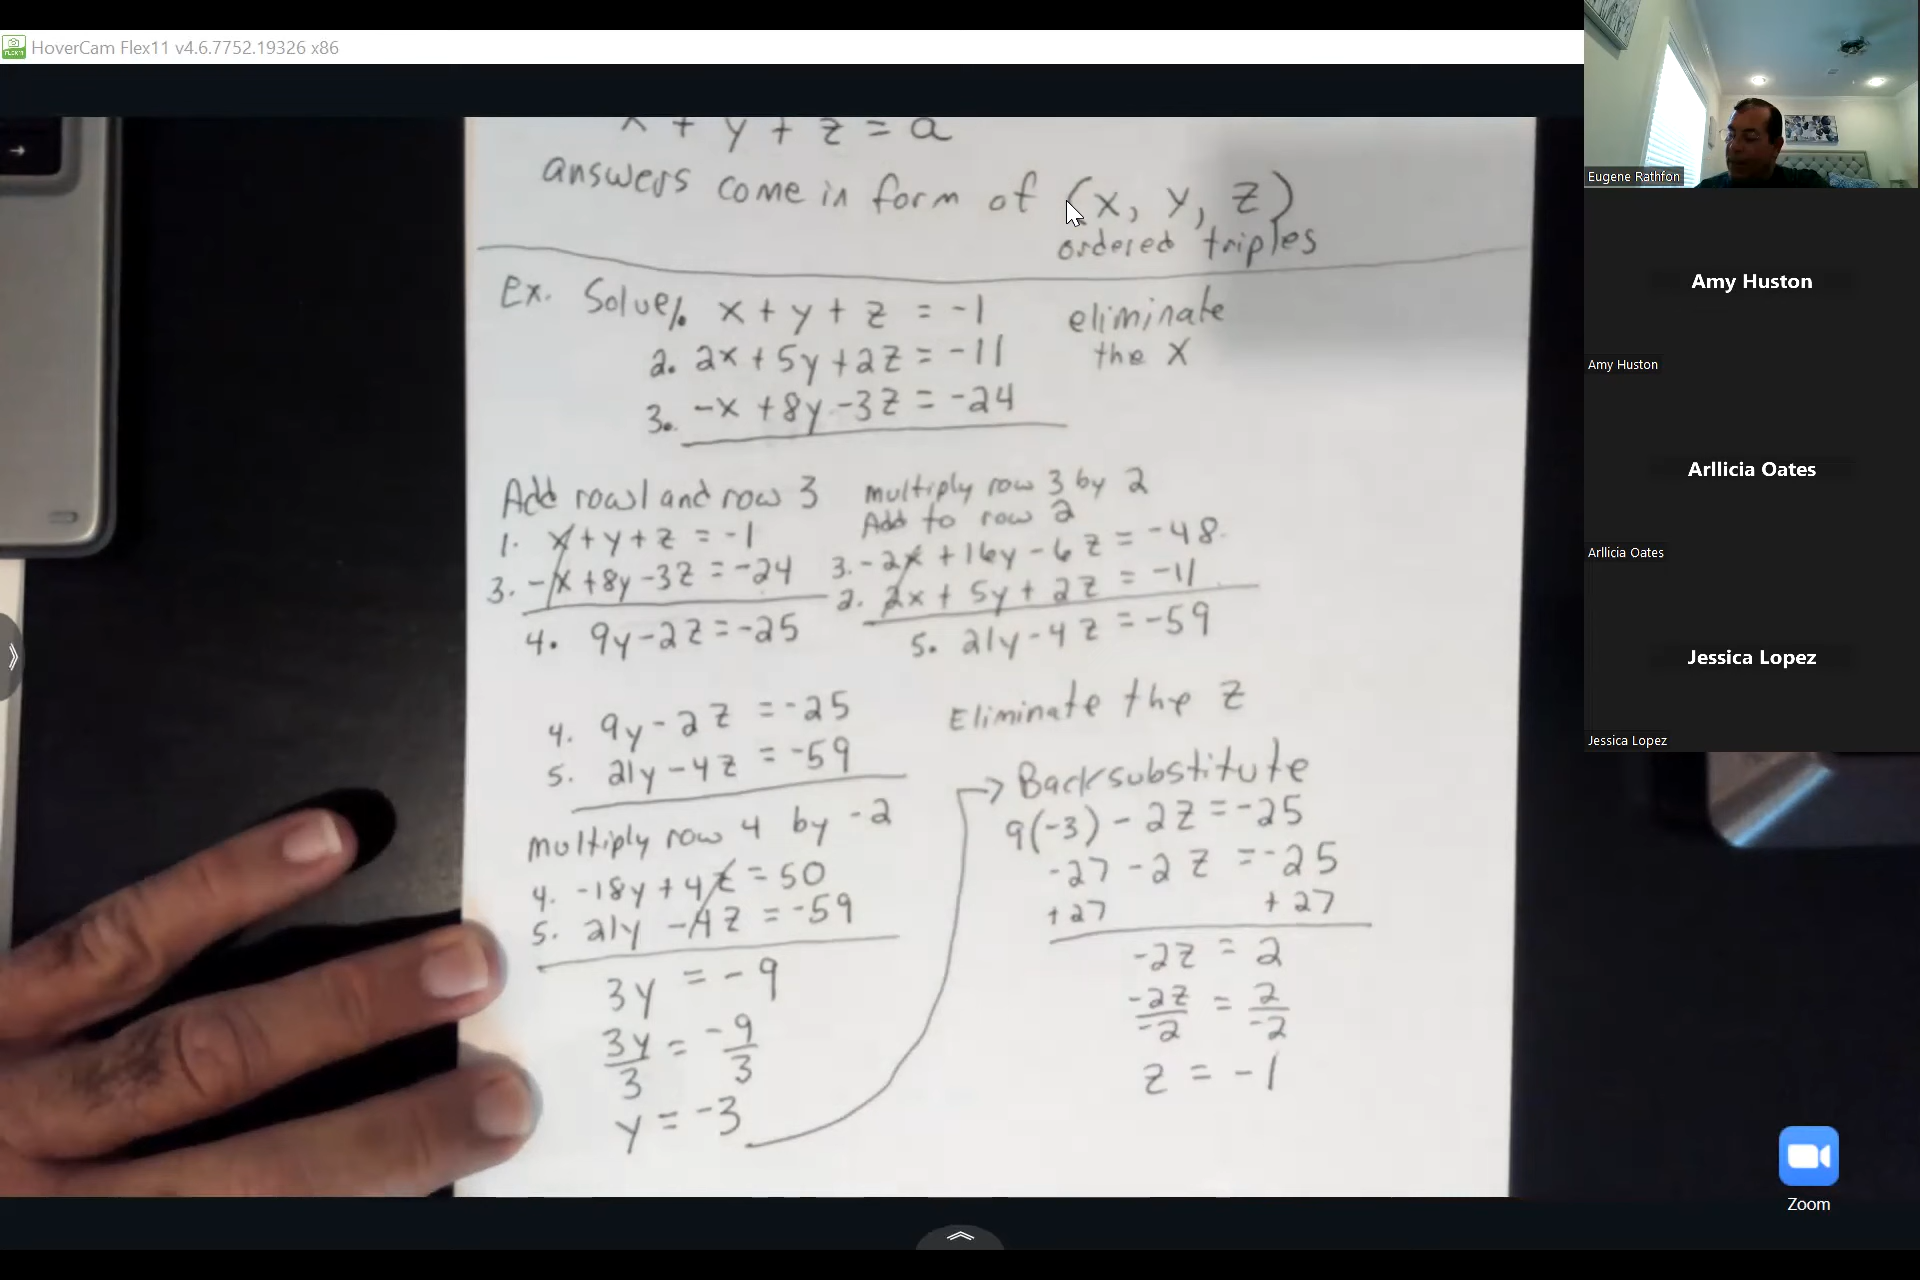 HoverCam Flex11 v4.6.7752.19326 x86
x + y + z = a
answers come in form of (x, y, z)
ordered triples
Ex. Solve: x + y + z = -1
2. 2x + 5y + 2z = -11
3. -x + 8y - 3z = -24
eliminate
the x
Add row 1 and row 3
1. x + y + z = -1
3. -x + 8y - 3z = -24
4. 9y - 2z = -25
Multiply row 3 by 2
Add to row 2
3. -2x + 16y - 6z = -48
2. 2x + 5y + 2z = -11
5. 21y - 4z = -59
4. 9y - 2z = -25
5. 21y - 4z = -59
Eliminate the z
multiply row 4 by -2
4. -18y + 4z = 50
5. 21y - 4z = -59
3y = -9
3y/3 = -9/3
y = -3
→ Backsubstitute
9(-3) - 2z = -25
-27 - 2z = -25
+27 +27
-2z = 2
-2z/-2 = 2/-2
z = -1
Eugene Rathfon
Amy Huston
Amy Huston
Arllicia Oates
Arllicia Oates
Jessica Lopez
Jessica Lopez
Zoom